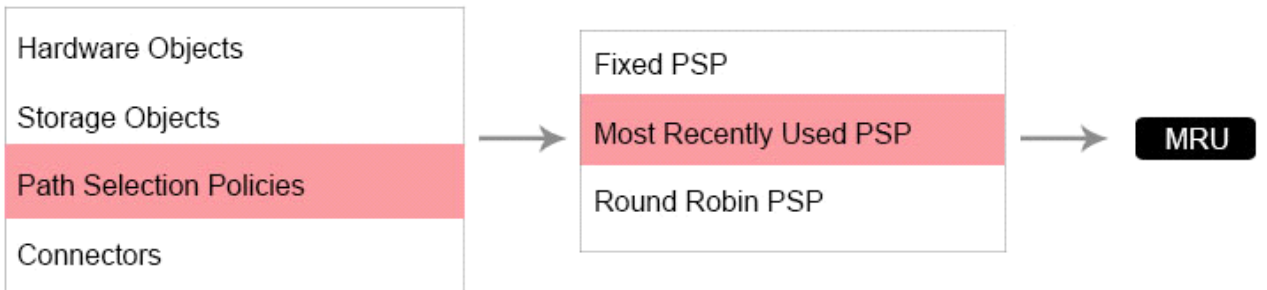 Hardware Objects
Storage Objects
Path Selection Policies
Connectors
Fixed PSP
Most Recently Used PSP
Round Robin PSP
MRU